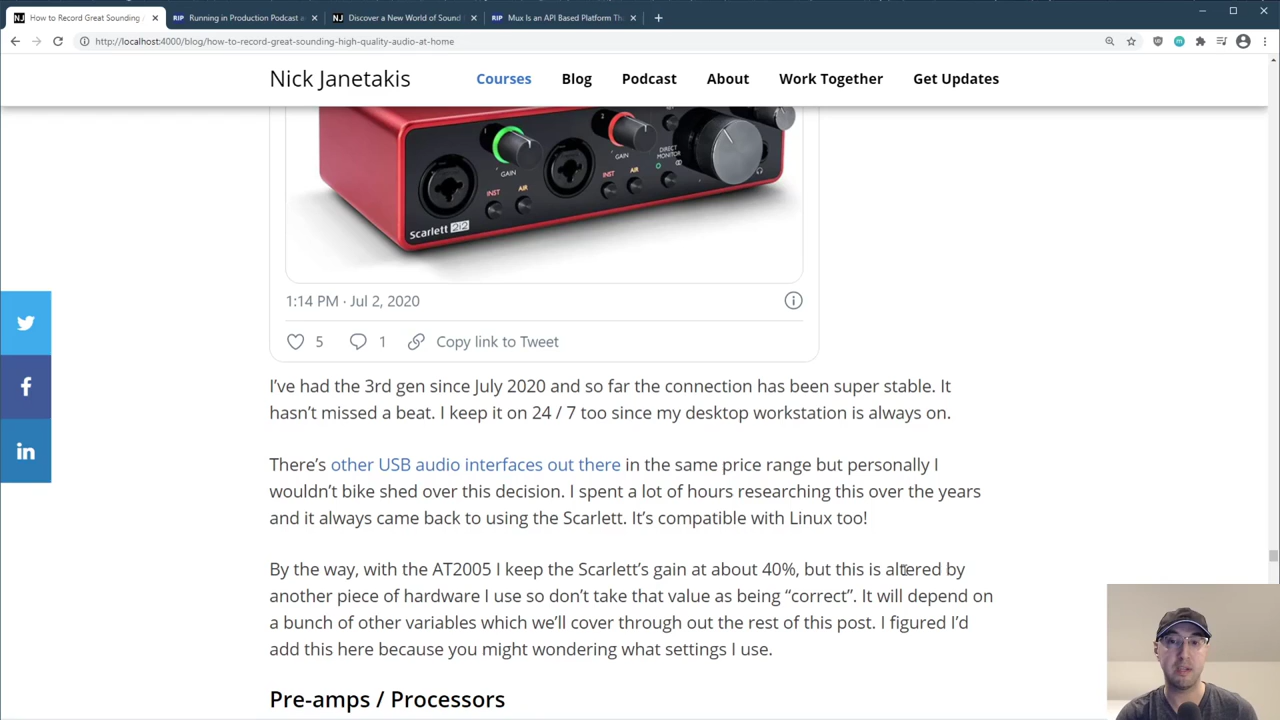 How to Record Great Sounding
Running in Production Podcast
Discover a New World of Sound
Mux Is an API Based Platform Th
http://localhost:4000/blog/how-to-record-great-sounding-high-quality-audio-at-home
Nick Janetakis
Courses
Blog
Podcast
About
Work Together
Get Updates
1
2
GAIN
GAIN
DIRECT
MONITOR
INST
AIR
INST
AIR
Scarlett 2i2
1:14 PM · Jul 2, 2020
5
1
Copy link to Tweet
I’ve had the 3rd gen since July 2020 and so far the connection has been super stable. It
hasn’t missed a beat. I keep it on 24 / 7 too since my desktop workstation is always on.
There’s other USB audio interfaces out there in the same price range but personally I
wouldn’t bike shed over this decision. I spent a lot of hours researching this over the years
and it always came back to using the Scarlett. It’s compatible with Linux too!
By the way, with the AT2005 I keep the Scarlett’s gain at about 40%, but this is altered by
another piece of hardware I use so don’t take that value as being “correct”. It will depend on
a bunch of other variables which we’ll cover through out the rest of this post. I figured I’d
add this here because you might wondering what settings I use.
Pre-amps / Processors